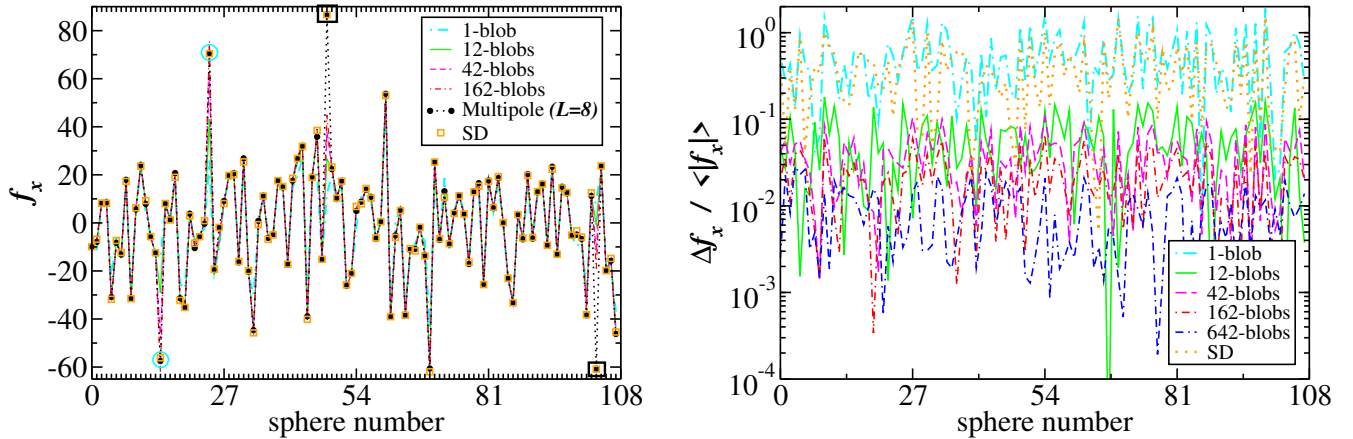 80
60
40
20
0
-20
-40
-60
f_x
0
27
54
81
108
sphere number
1-blob
12-blobs
42-blobs
162-blobs
Multipole (L=8)
SD
10^0
10^-1
10^-2
10^-3
10^-4
Δf_x / <|f_x|>
0
27
54
81
108
sphere number
1-blob
12-blobs
42-blobs
162-blobs
642-blobs
SD